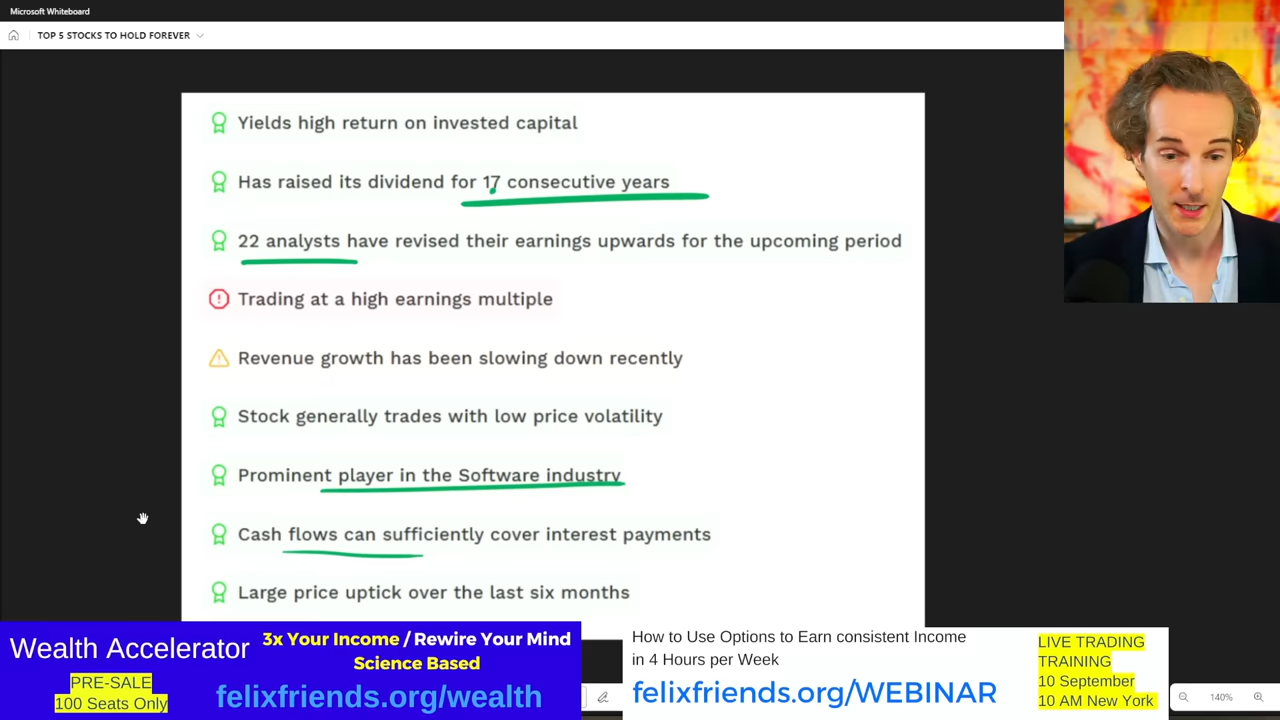 Microsoft Whiteboard
TOP 5 STOCKS TO HOLD FOREVER
Yields high return on invested capital
Has raised its dividend for 17 consecutive years
22 analysts have revised their earnings upwards for the upcoming period
Trading at a high earnings multiple
Revenue growth has been slowing down recently
Stock generally trades with low price volatility
Prominent player in the Software industry
Cash flows can sufficiently cover interest payments
Large price uptick over the last six months
Wealth Accelerator
PRE-SALE
100 Seats Only
3x Your Income / Rewire Your Mind
Science Based
felixfriends.org/wealth
How to Use Options to Earn consistent Income
in 4 Hours per Week
felixfriends.org/WEBINAR
LIVE TRADING
TRAINING
10 September
10 AM New York
140%